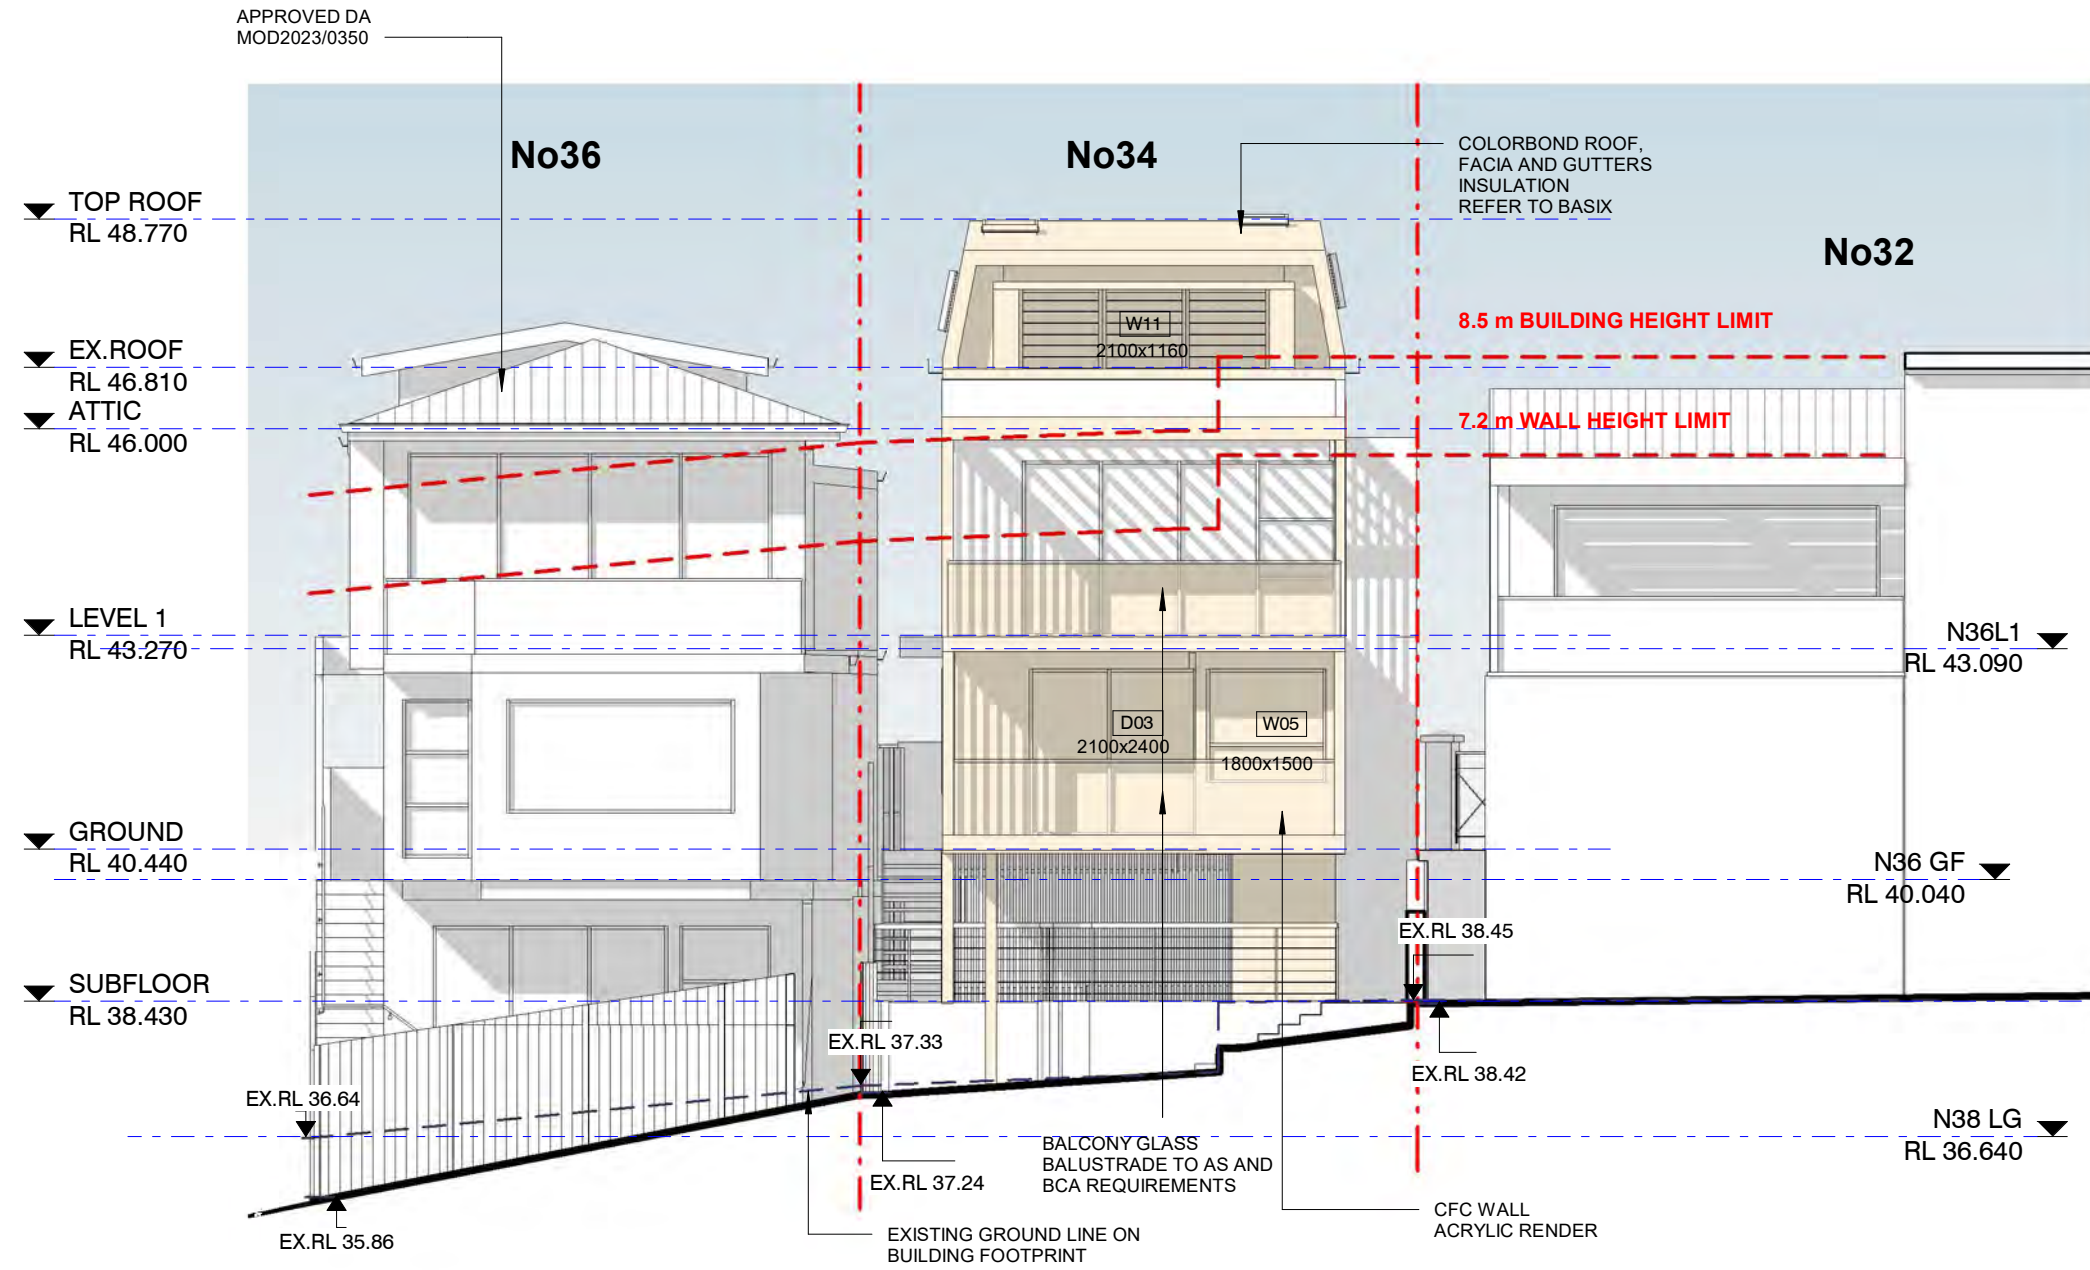 APPROVED DA
MOD2023/0350
No36
No34
COLORBOND ROOF,
FACIA AND GUTTERS
INSULATION
REFER TO BASIX
TOP ROOF
RL 48.770
No32
8.5 m BUILDING HEIGHT LIMIT
W11
2100x1160
EX.ROOF
RL 46.810
ATTIC
RL 46.000
7.2 m WALL HEIGHT LIMIT
LEVEL 1
RL 43.270
N36L1
RL 43.090
D03
2100x2400
W05
1800x1500
GROUND
RL 40.440
N36 GF
RL 40.040
EX.RL 38.45
SUBFLOOR
RL 38.430
EX.RL 37.33
EX.RL 38.42
EX.RL 36.64
N38 LG
RL 36.640
BALCONY GLASS
BALUSTRADE TO AS AND
BCA REQUIREMENTS
EX.RL 37.24
CFC WALL
ACRYLIC RENDER
EX.RL 35.86
EXISTING GROUND LINE ON
BUILDING FOOTPRINT